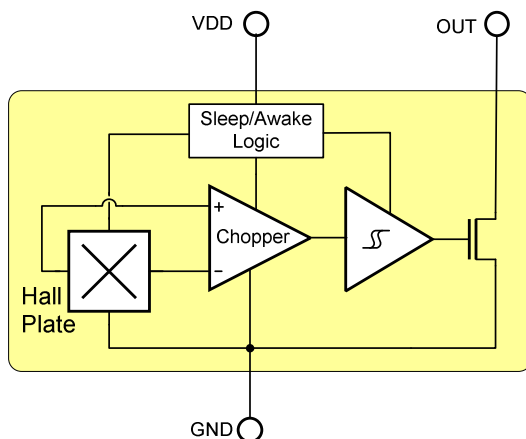 VDD
OUT
Sleep/Awake
Logic
+
Chopper
−
Hall
Plate
GND